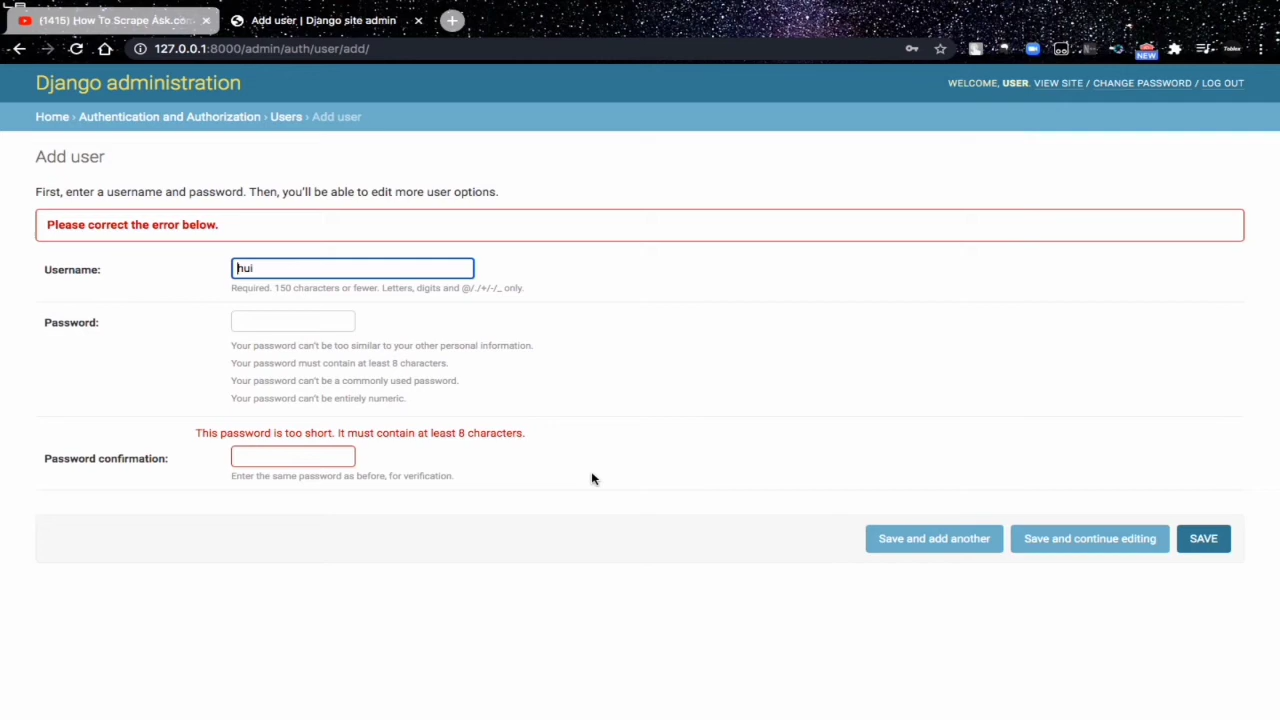 (1415) How To Scrape Ask.com
Add user | Django site admin
127.0.0.1:8000/admin/auth/user/add/
NEW
Django administration
WELCOME, USER. VIEW SITE / CHANGE PASSWORD / LOG OUT
Home › Authentication and Authorization › Users › Add user
Add user
First, enter a username and password. Then, you'll be able to edit more user options.
Please correct the error below.
Username:
hui
Required. 150 characters or fewer. Letters, digits and @/./+/-/_ only.
Password:
Your password can't be too similar to your other personal information.
Your password must contain at least 8 characters.
Your password can't be a commonly used password.
Your password can't be entirely numeric.
This password is too short. It must contain at least 8 characters.
Password confirmation:
Enter the same password as before, for verification.
Save and add another
Save and continue editing
SAVE